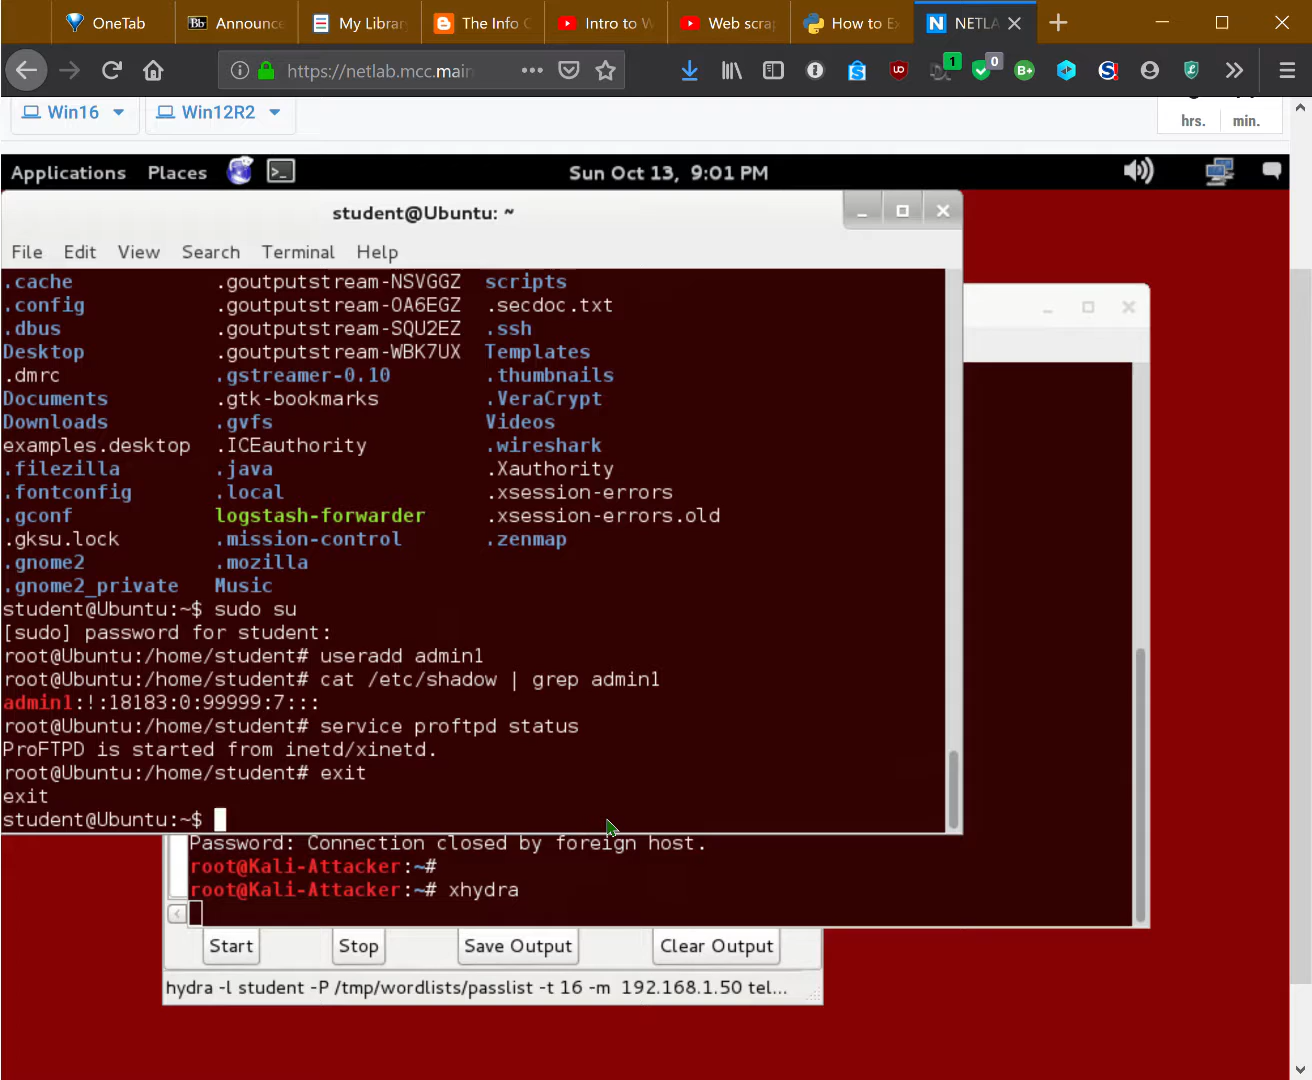 OneTab
Bb Announce
My Library
The Info
Intro to W
Web scrap
How to Ex
N NETLA
https://netlab.mcc.main
1
0
Win16
Win12R2
hrs. min.
Applications Places
Sun Oct 13, 9:01 PM
student@Ubuntu: ~
File Edit View Search Terminal Help
.cache .goutputstream-NSVGGZ scripts
.config .goutputstream-OA6EGZ .secdoc.txt
.dbus .goutputstream-SQU2EZ .ssh
Desktop .goutputstream-WBK7UX Templates
.dmrc .gstreamer-0.10 .thumbnails
Documents .gtk-bookmarks .VeraCrypt
Downloads .gvfs Videos
examples.desktop .ICEauthority .wireshark
.filezilla .java .Xauthority
.fontconfig .local .xsession-errors
.gconf logstash-forwarder .xsession-errors.old
.gksu.lock .mission-control .zenmap
.gnome2 .mozilla
.gnome2_private Music
student@Ubuntu:~$ sudo su
[sudo] password for student:
root@Ubuntu:/home/student# useradd admin1
root@Ubuntu:/home/student# cat /etc/shadow | grep admin1
admin1:!:18183:0:99999:7:::
root@Ubuntu:/home/student# service proftpd status
ProFTPD is started from inetd/xinetd.
root@Ubuntu:/home/student# exit
exit
student@Ubuntu:~$
Password: Connection closed by foreign host.
root@Kali-Attacker:~#
root@Kali-Attacker:~# xhydra
Start Stop Save Output Clear Output
hydra -l student -P /tmp/wordlists/passlist -t 16 -m 192.168.1.50 tel...